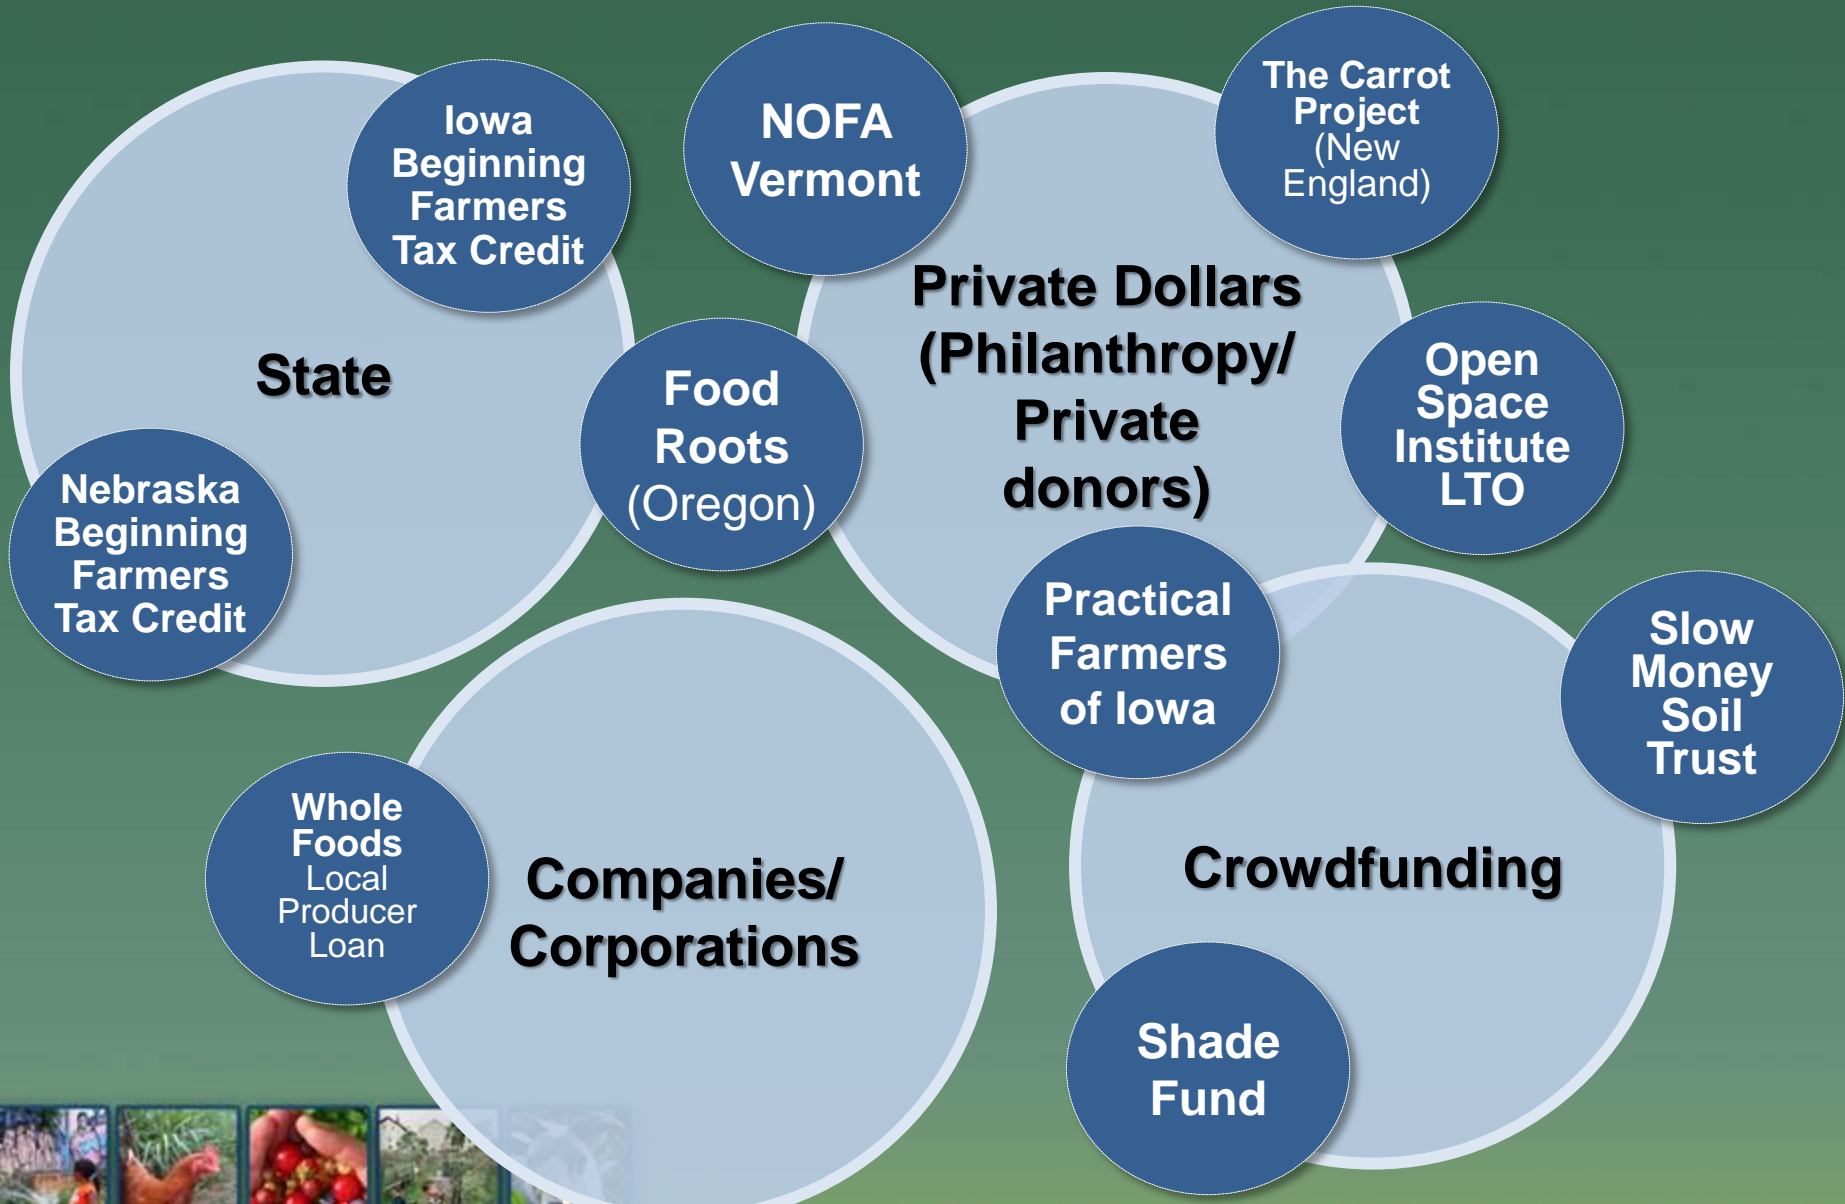 Iowa
Beginning
Farmers
Tax Credit
State
Nebraska
Beginning
Farmers
Tax Credit
Food
Roots
(Oregon)
NOFA
Vermont
The Carrot
Project
(New
England)
Private Dollars
(Philanthropy/
Private
donors)
Open
Space
Institute
LTO
Practical
Farmers
of Iowa
Slow
Money
Soil
Trust
Whole
Foods
Local
Producer
Loan
Companies/
Corporations
Crowdfunding
Shade
Fund